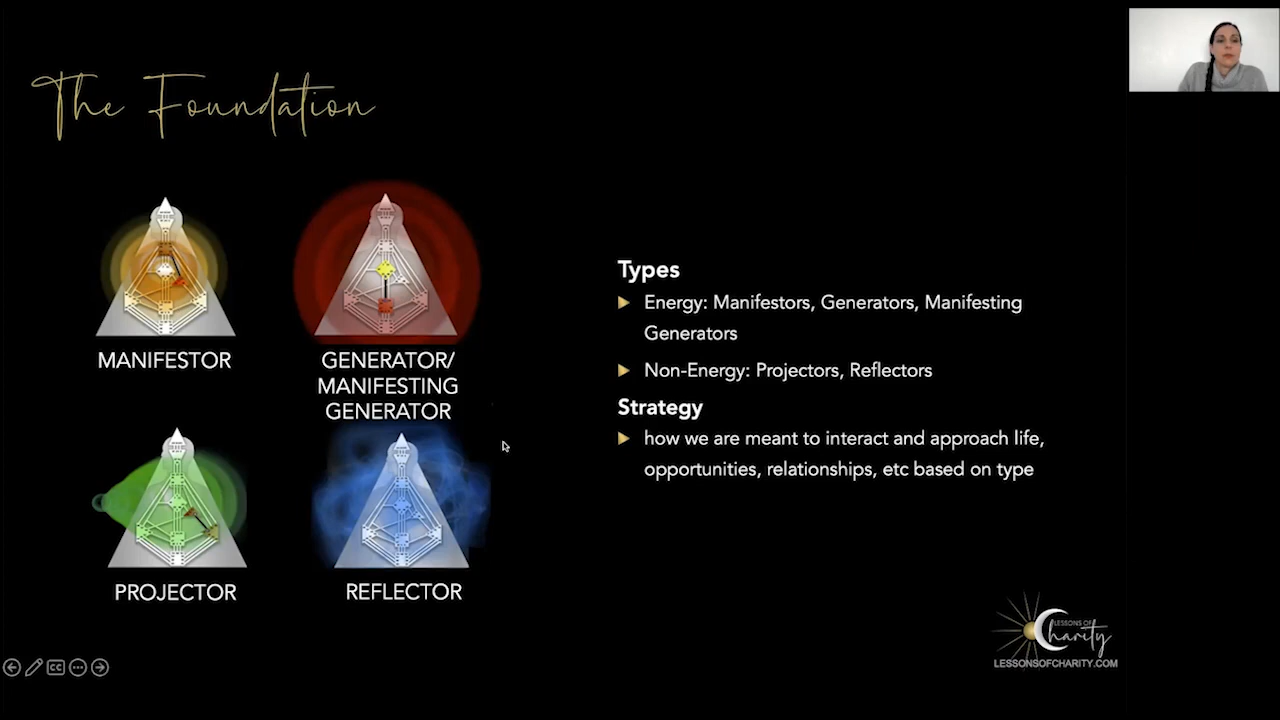 The Foundation
MANIFESTOR
GENERATOR/
MANIFESTING
GENERATOR
PROJECTOR
REFLECTOR
Types
Energy: Manifestors, Generators, Manifesting
Generators
Non-Energy: Projectors, Reflectors
Strategy
how we are meant to interact and approach life,
opportunities, relationships, etc based on type
LESSONS OF
Charity
LESSONSOFCHARITY.COM
CC